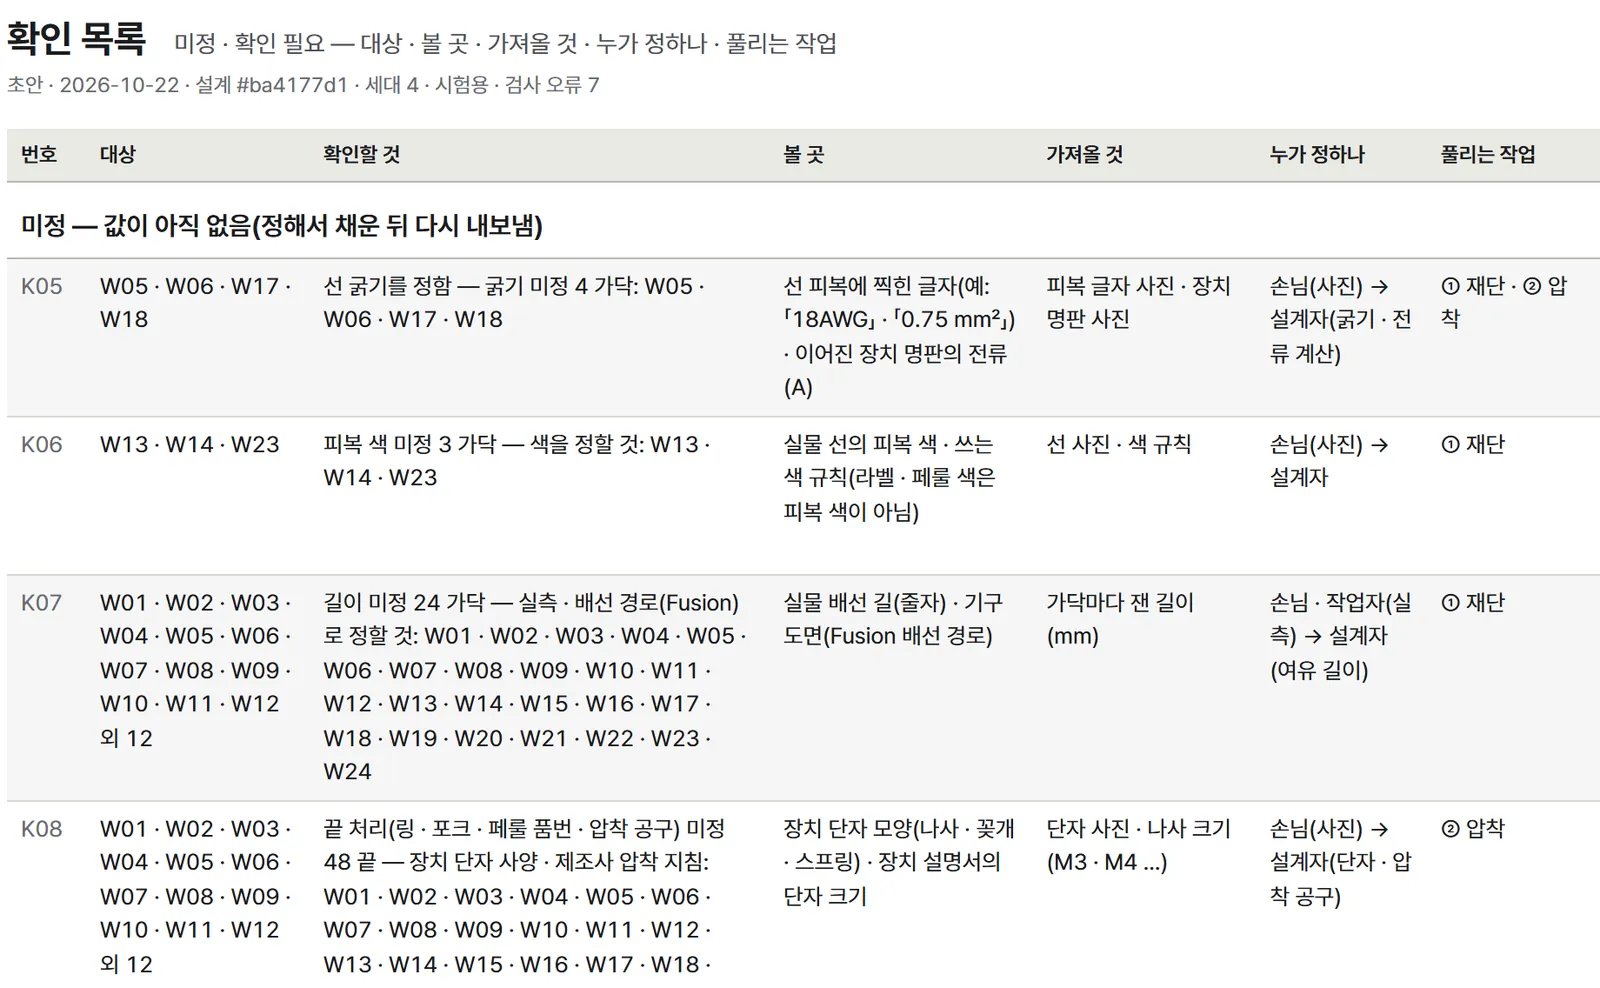 확인 목록 미정 · 확인 필요 — 대상 · 볼 곳 · 가져올 것 · 누가 정하나 · 풀리는 작업
초안 · 2026-10-22 · 설계 #ba4177d1 · 세대 4 · 시험용 · 검사 오류 7
번호 대상 확인할 것 볼 곳 가져올 것 누가 정하나 풀리는 작업
미정 — 값이 아직 없음(정해서 채운 뒤 다시 내보냄)
K05
W05 · W06 · W17 ·
W18
선 굵기를 정함 — 굵기 미정 4 가닥: W05 ·
W06 · W17 · W18
선 피복에 찍힌 글자(예:
「18AWG」 · 「0.75 mm²」)
· 이어진 장치 명판의 전류
(A)
피복 글자 사진 · 장치
명판 사진
손님(사진) →
설계자(굵기 · 전
류 계산)
① 재단 · ② 압
착
K06
W13 · W14 · W23
피복 색 미정 3 가닥 — 색을 정할 것: W13 ·
W14 · W23
실물 선의 피복 색 · 쓰는
색 규칙(라벨 · 페룰 색은
피복 색이 아님)
선 사진 · 색 규칙
손님(사진) →
설계자
① 재단
K07
W01 · W02 · W03 ·
W04 · W05 · W06 ·
W07 · W08 · W09 ·
W10 · W11 · W12
외 12
길이 미정 24 가닥 — 실측 · 배선 경로(Fusion)
로 정할 것: W01 · W02 · W03 · W04 · W05 ·
W06 · W07 · W08 · W09 · W10 · W11 ·
W12 · W13 · W14 · W15 · W16 · W17 ·
W18 · W19 · W20 · W21 · W22 · W23 ·
W24
실물 배선 길(줄자) · 기구
도면(Fusion 배선 경로)
가닥마다 잰 길이
(mm)
손님 · 작업자(실
측) → 설계자
(여유 길이)
① 재단
K08
W01 · W02 · W03 ·
W04 · W05 · W06 ·
W07 · W08 · W09 ·
W10 · W11 · W12
외 12
끝 처리(링 · 포크 · 페룰 품번 · 압착 공구) 미정
48 끝 — 장치 단자 사양 · 제조사 압착 지침:
W01 · W02 · W03 · W04 · W05 · W06 ·
W07 · W08 · W09 · W10 · W11 · W12 ·
W13 · W14 · W15 · W16 · W17 · W18 ·
장치 단자 모양(나사 · 꽂개
· 스프링) · 장치 설명서의
단자 크기
단자 사진 · 나사 크기
(M3 · M4 ...)
손님(사진) →
설계자(단자 · 압
착 공구)
② 압착